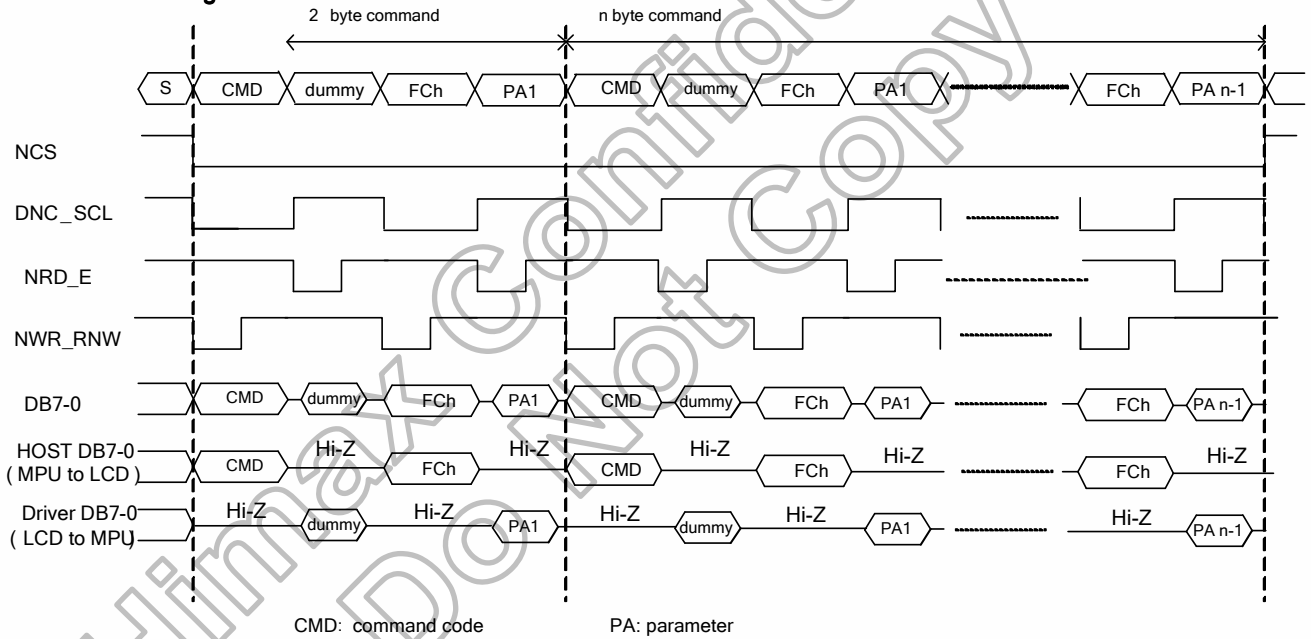 g
2 byte command
n byte command
S CMD dummy FCh PA1 CMD dummy FCh PA1 FCh PA n-1
NCS
DNC_SCL
NRD_E
NWR_RNW
DB7-0 CMD dummy FCh PA1 CMD dummy FCh PA1 FCh PA n-1
HOST DB7-0
( MPU to LCD )
CMD Hi-Z FCh Hi-Z CMD Hi-Z FCh Hi-Z FCh Hi-Z
Driver DB7-0
( LCD to MPU)
Hi-Z dummy Hi-Z PA1 Hi-Z dummy Hi-Z PA1 Hi-Z PA n-1
CMD: command code
PA: parameter
Himax Confide
Do Not Copy